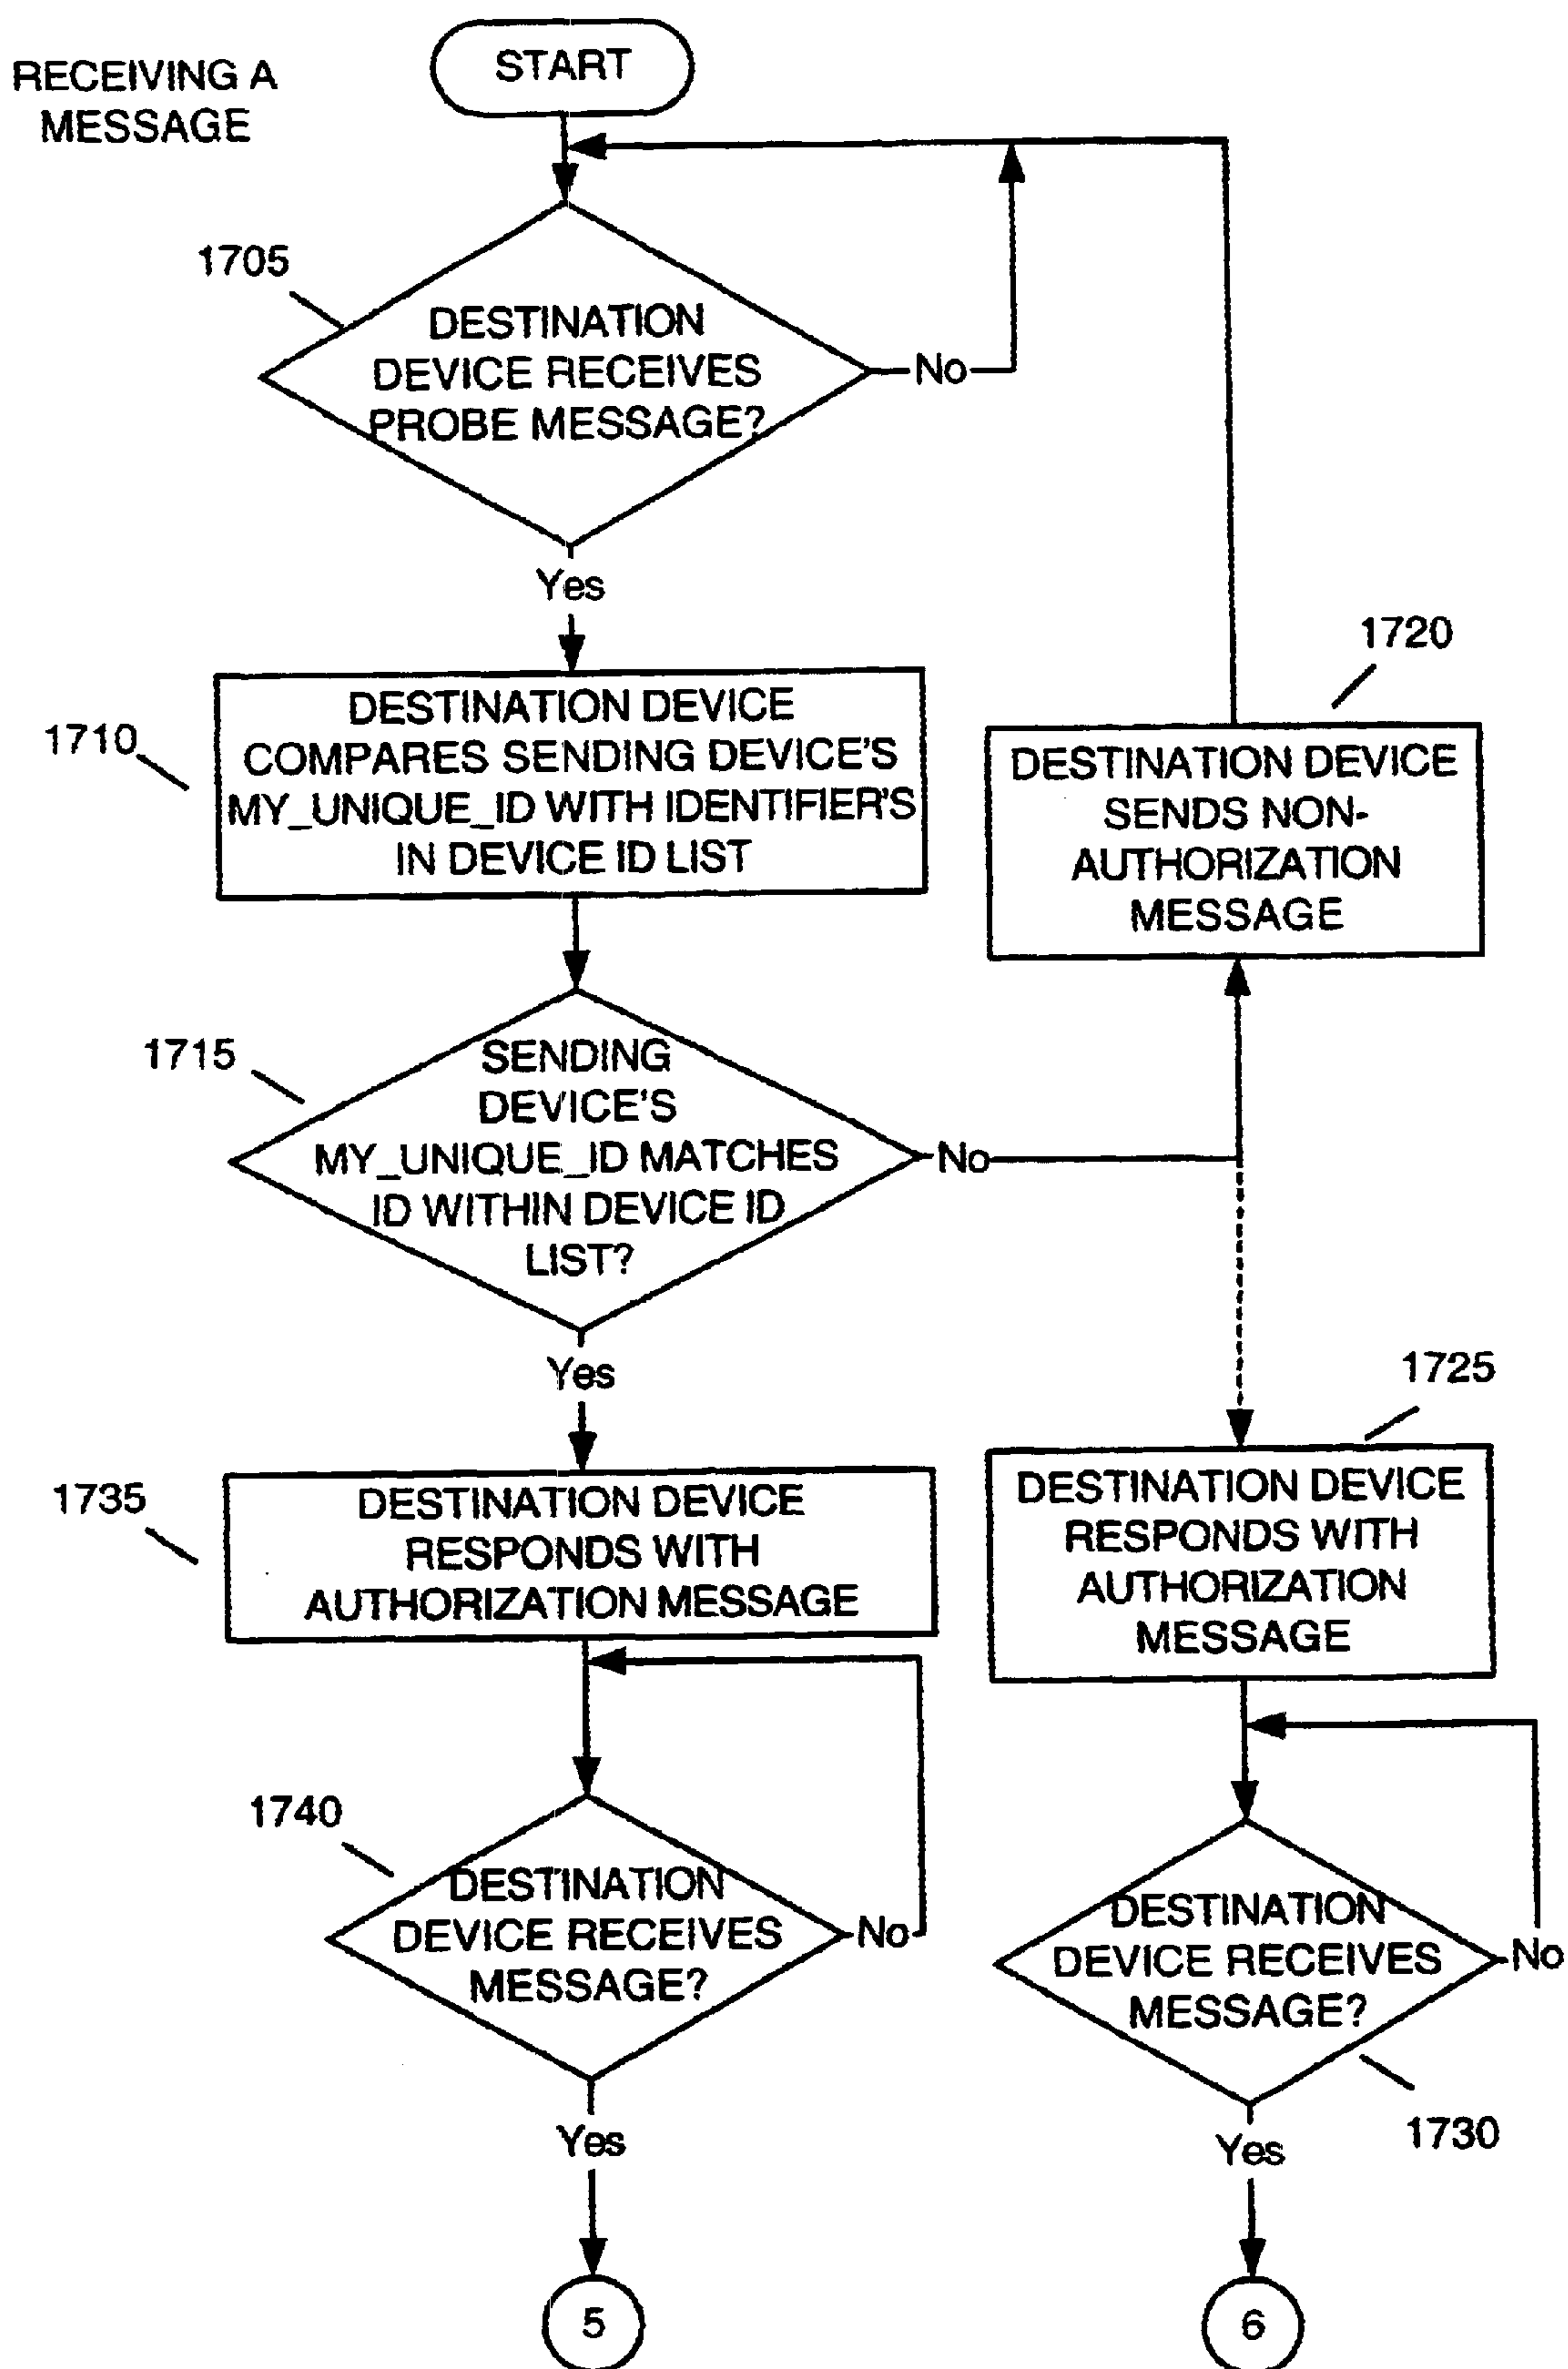 RECEIVING A
MESSAGE
START
1705
DESTINATION
DEVICE RECEIVES
PROBE MESSAGE?
No
Yes
1710
DESTINATION DEVICE
COMPARES SENDING DEVICE'S
MY_UNIQUE_ID WITH IDENTIFIER'S
IN DEVICE ID LIST
1720
DESTINATION DEVICE
SENDS NON-
AUTHORIZATION
MESSAGE
1715
SENDING
DEVICE'S
MY_UNIQUE_ID MATCHES
ID WITHIN DEVICE ID
LIST?
No
Yes
1725
DESTINATION DEVICE
RESPONDS WITH
AUTHORIZATION
MESSAGE
1735
DESTINATION DEVICE
RESPONDS WITH
AUTHORIZATION MESSAGE
1740
DESTINATION
DEVICE RECEIVES
MESSAGE?
No
Yes
5
DESTINATION
DEVICE RECEIVES
MESSAGE?
No
1730
Yes
6